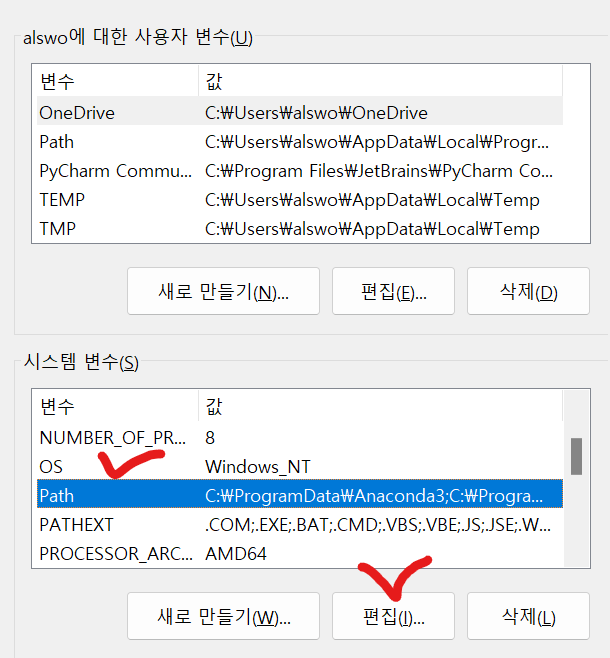 alswo에 대한 사용자 변수(U)
변수 값
OneDrive C:₩Users₩alswo₩OneDrive
Path C:₩Users₩alswo₩AppData₩Local₩Progr...
PyCharm Commu... C:₩Program Files₩JetBrains₩PyCharm Co...
TEMP C:₩Users₩alswo₩AppData₩Local₩Temp
TMP C:₩Users₩alswo₩AppData₩Local₩Temp
새로 만들기(N)... 편집(E)... 삭제(D)
시스템 변수(S)
변수 값
NUMBER_OF_PR... 8
OS Windows_NT
Path C:₩ProgramData₩Anaconda3;C:₩Progra...
PATHEXT .COM;.EXE;.BAT;.CMD;.VBS;.VBE;.JS;.JSE;.W...
PROCESSOR_ARC... AMD64
새로 만들기(W)... 편집(I)... 삭제(L)